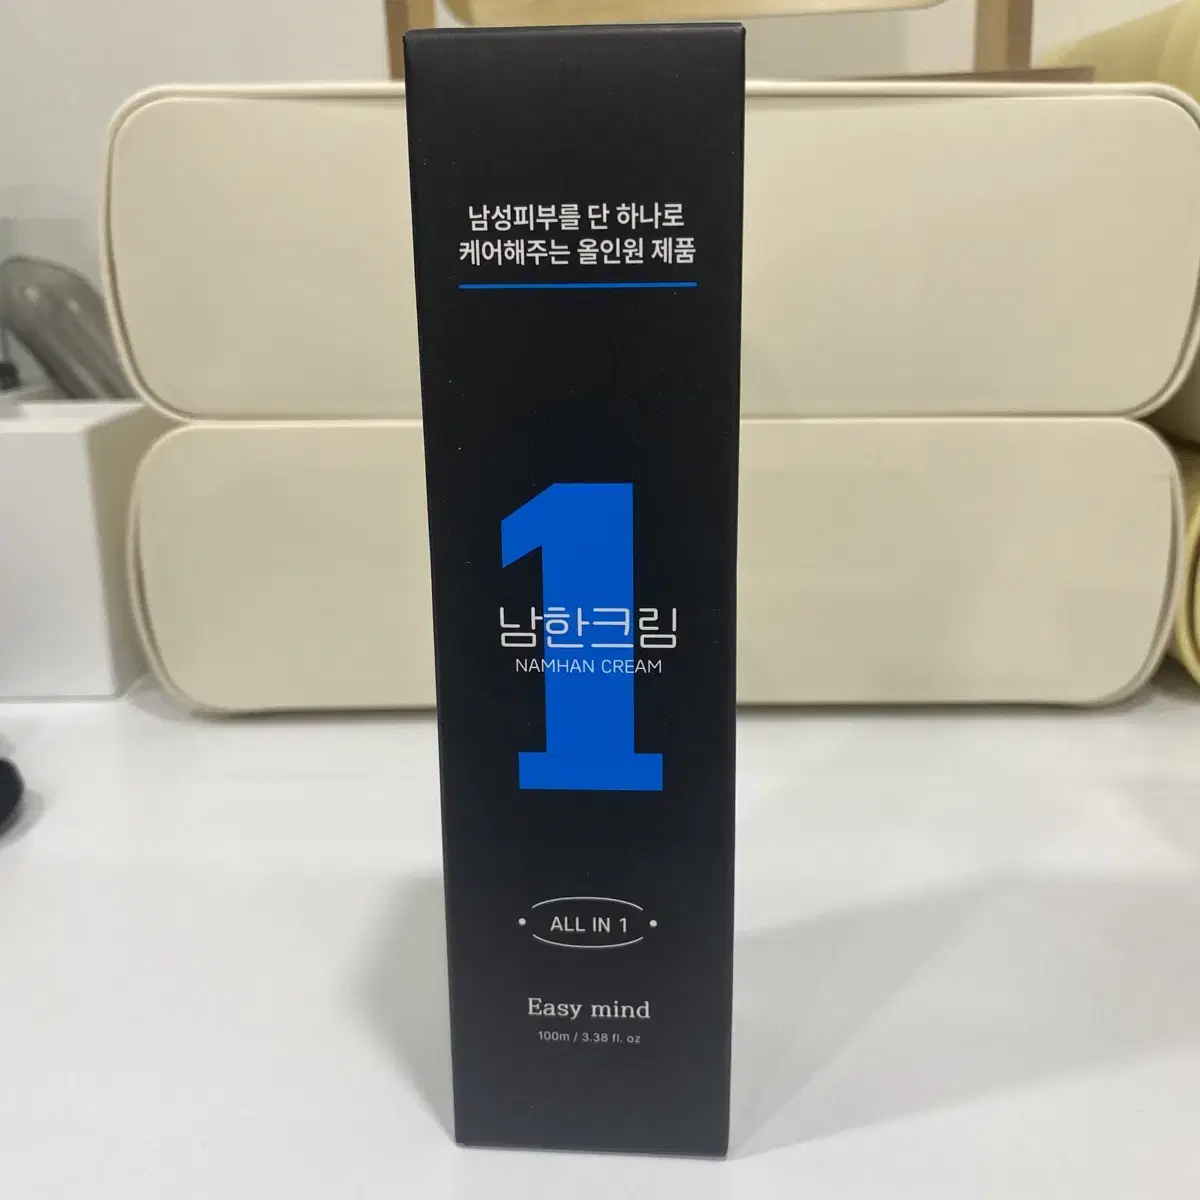 남성피부를 단 하나로
케어해주는 올인원 제품
1
남한크림
NAMHAN CREAM
ALL IN 1
Easy mind
100m / 3.38 fl. oz